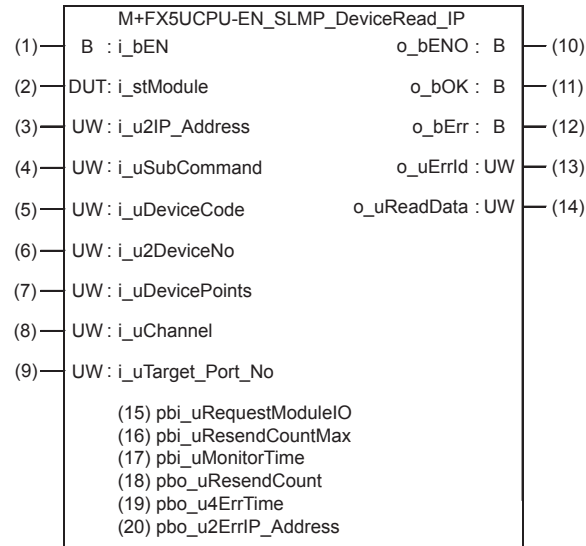 M+FX5UCPU-EN_SLMP_DeviceRead_IP
(1) B : i_bEN o_bENO : B (10)
(2) DUT: i_stModule o_bOK : B (11)
(3) UW : i_u2IP_Address o_bErr : B (12)
(4) UW : i_uSubCommand o_uErrId : UW (13)
(5) UW : i_uDeviceCode o_uReadData : UW (14)
(6) UW : i_u2DeviceNo
(7) UW : i_uDevicePoints
(8) UW : i_uChannel
(9) UW : i_uTarget_Port_No
(15) pbi_uRequestModuleIO
(16) pbi_uResendCountMax
(17) pbi_uMonitorTime
(18) pbo_uResendCount
(19) pbo_u4ErrTime
(20) pbo_u2ErrIP_Address